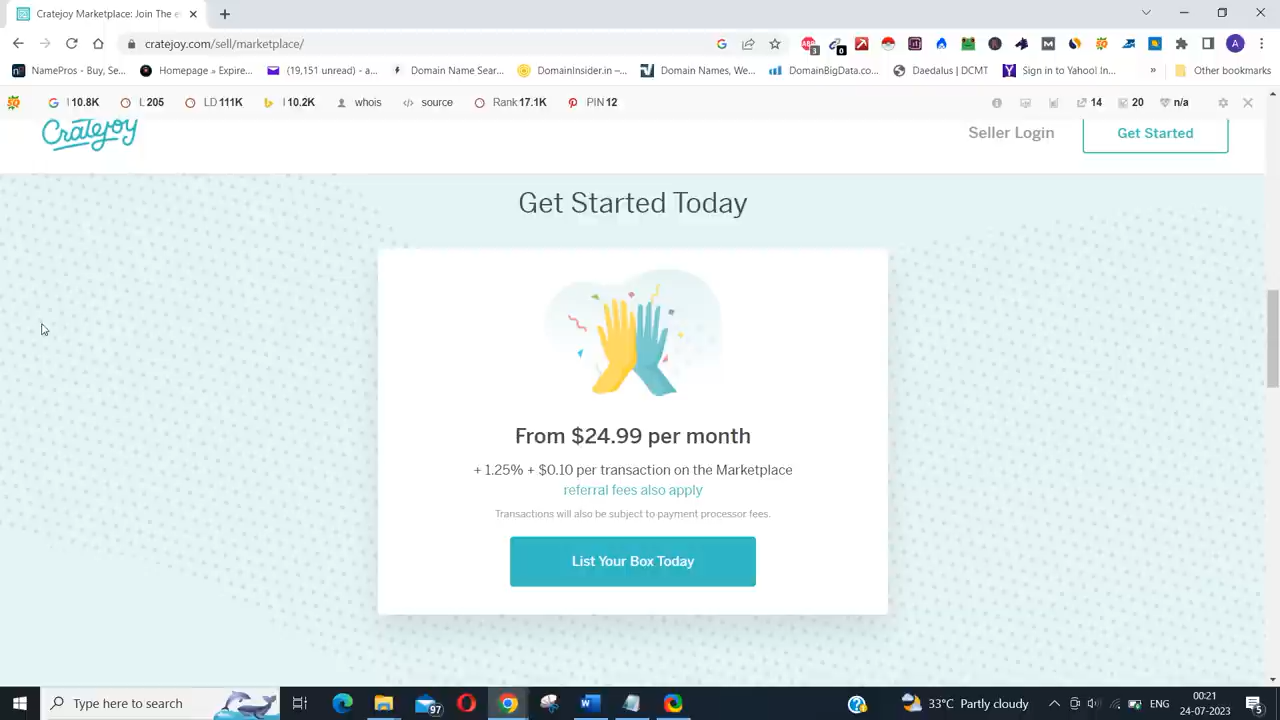 Cratejoy Marketplace: Join The e
cratejoy.com/sell/marketplace/
3
0
A
NamePros - Buy, Se...
Homepage » Expire...
(19,151 unread) - a...
Domain Name Sear...
DomainInsider.in –...
Domain Names, We...
DomainBigData.co...
Daedalus | DCMT
Sign in to Yahoo! In...
»
Other bookmarks
I 10.8K
L 205
LD 111K
I 10.2K
whois
source
Rank 17.1K
PIN 12
14
20
n/a
Cratejoy
Seller Login
Get Started
Get Started Today
From $24.99 per month
+ 1.25% + $0.10 per transaction on the Marketplace
referral fees also apply
Transactions will also be subject to payment processor fees.
List Your Box Today
Type here to search
97
33°C Partly cloudy
ENG
00:21
24-07-2023
5